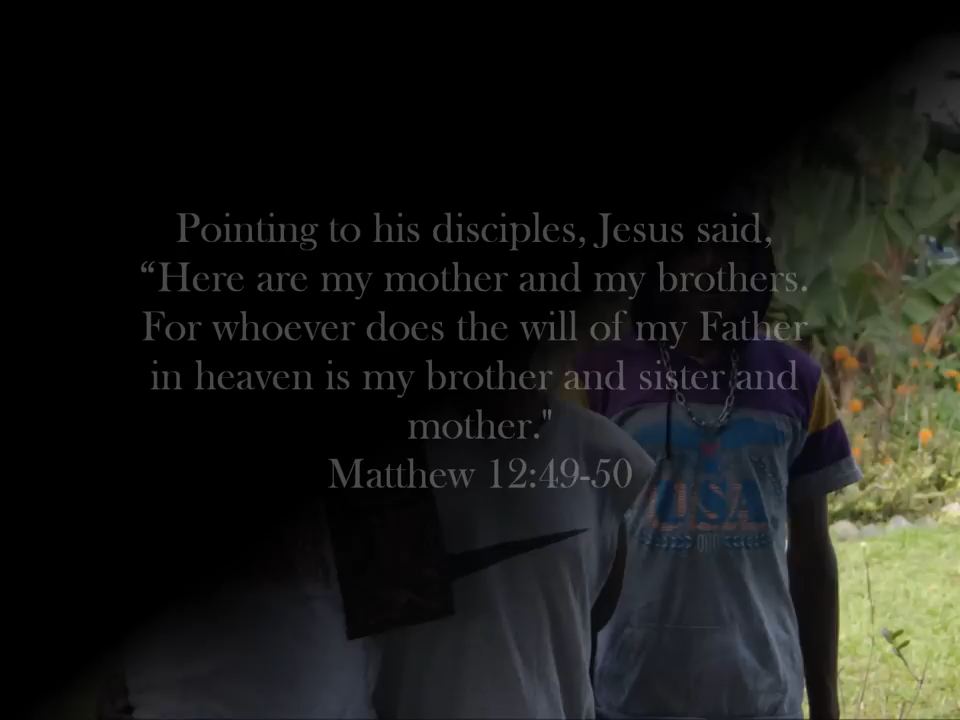 Pointing to his disciples, Jesus said,
“Here are my mother and my brothers.
For whoever does the will of my Father
in heaven is my brother and sister and
mother."
Matthew 12:49-50
USA